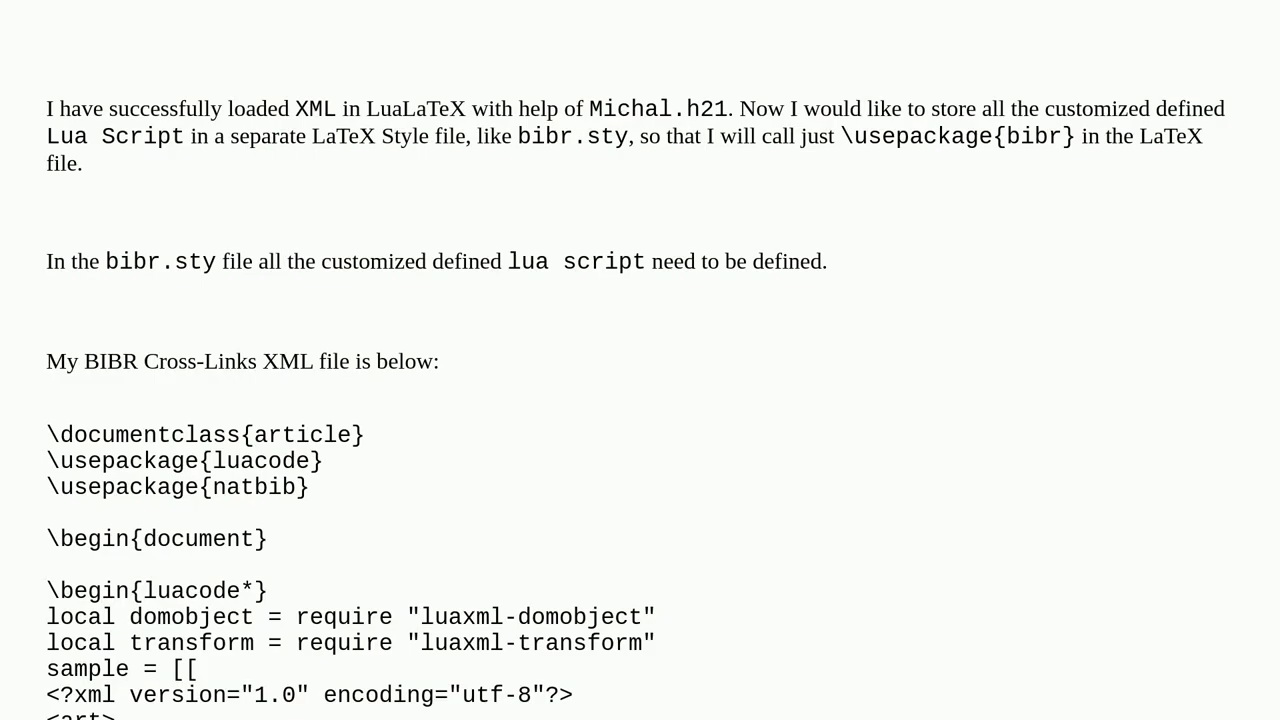 I have successfully loaded XML in LuaLaTeX with help of Michal.h21. Now I would like to store all the customized defined
Lua Script in a separate LaTeX Style file, like bibr.sty, so that I will call just \usepackage{bibr} in the LaTeX
file.
In the bibr.sty file all the customized defined lua script need to be defined.
My BIBR Cross-Links XML file is below:
\documentclass{article}
\usepackage{luacode}
\usepackage{natbib}
\begin{document}
\begin{luacode*}
local domobject = require "luaxml-domobject"
local transform = require "luaxml-transform"
sample = [[
<?xml version="1.0" encoding="utf-8"?>
<art>